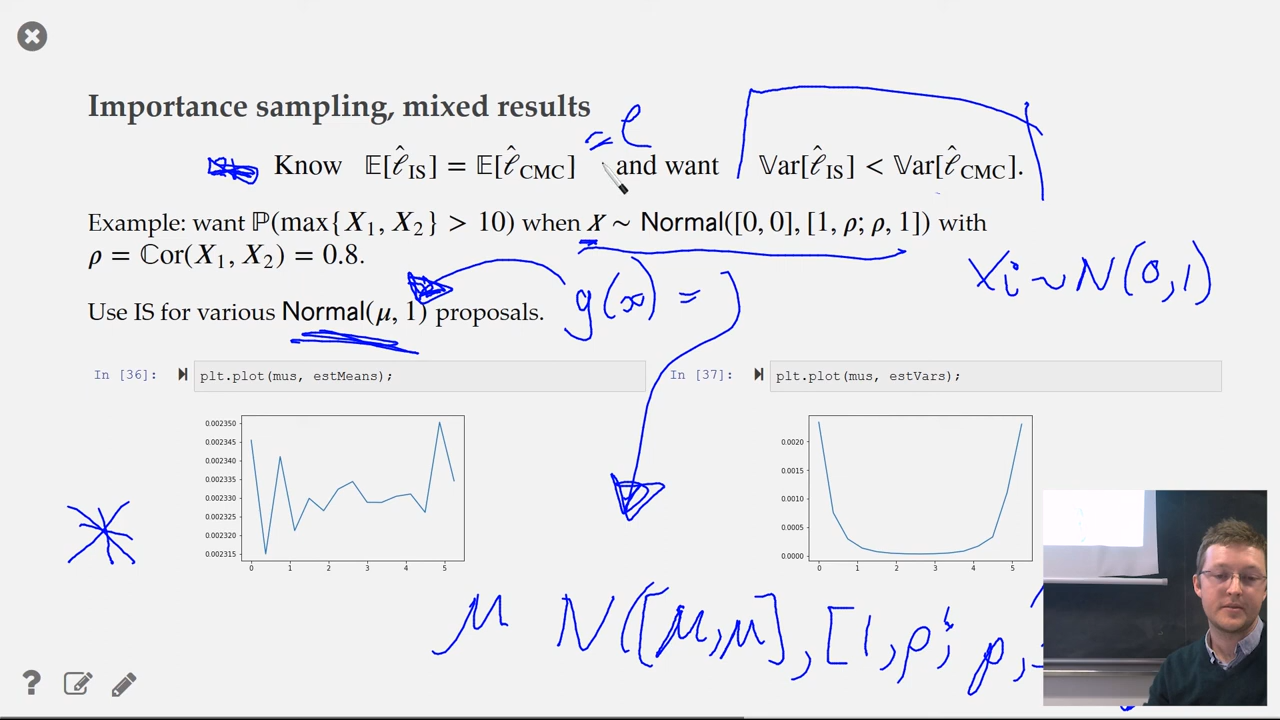 Importance sampling, mixed results
= ℓ
Know 𝔼[ℓ̂_IS] = 𝔼[ℓ̂_CMC] and want 𝕍ar[ℓ̂_IS] < 𝕍ar[ℓ̂_CMC].
Example: want ℙ(max{X₁, X₂} > 10) when X ~ Normal([0, 0], [1, ρ; ρ, 1]) with
ρ = ℂor(X₁, X₂) = 0.8.
Xi ~ N(0,1)
g(x) =
Use IS for various Normal(μ, 1) proposals.
In [36]: plt.plot(mus, estMeans);
In [37]: plt.plot(mus, estVars);
0.002350
0.002345
0.002340
0.002335
0.002330
0.002325
0.002320
0.002315
0 1 2 3 4 5
0.0020
0.0015
0.0010
0.0005
0.0000
0 1 2 3 4 5
μ N([μ,μ],[1,ρ; ρ,
?